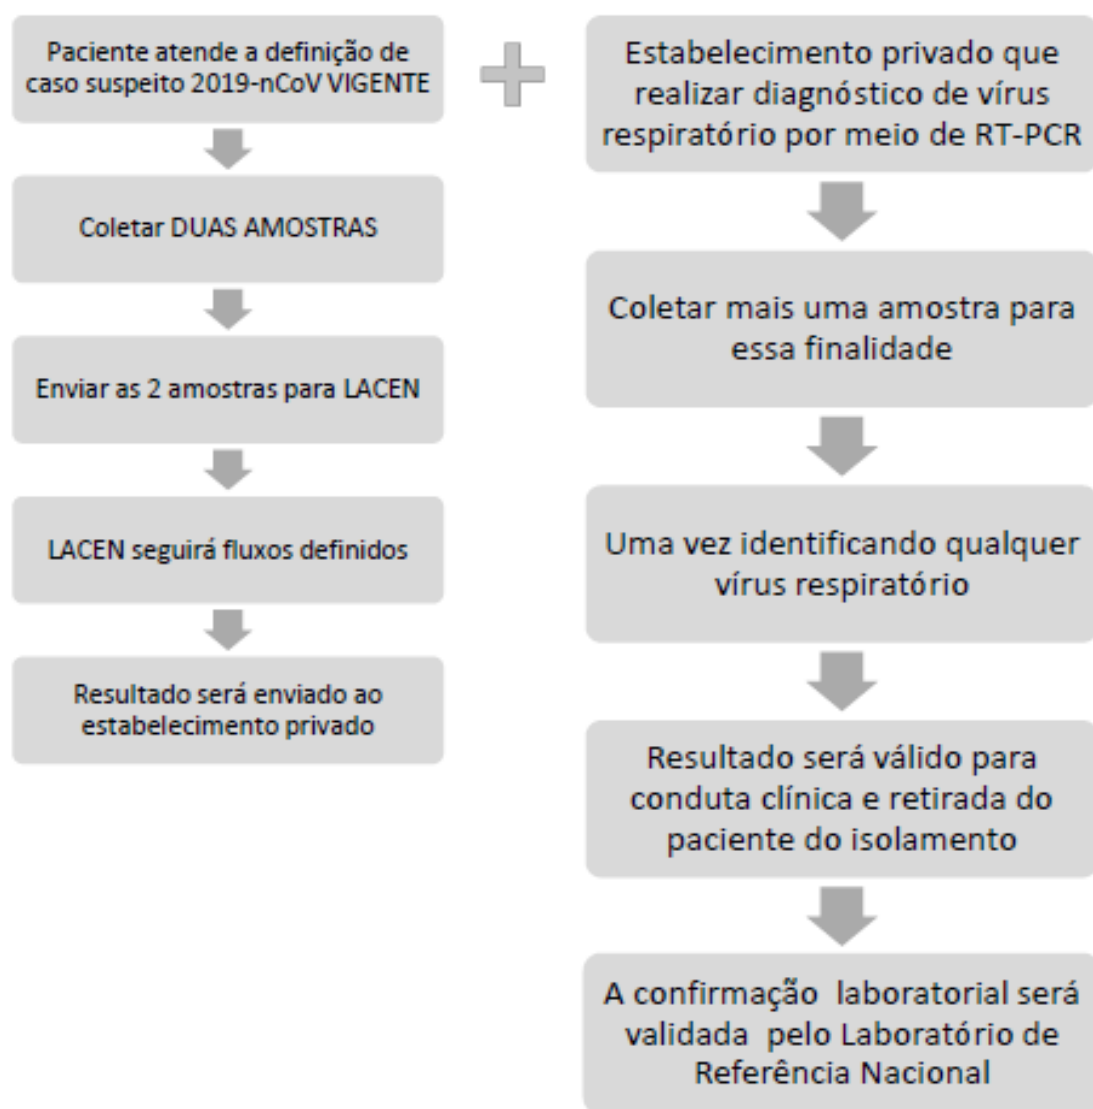 Paciente atende a definição de
caso suspeito 2019-nCoV VIGENTE
Coletar DUAS AMOSTRAS
Enviar as 2 amostras para LACEN
LACEN seguirá fluxos definidos
Resultado será enviado ao
estabelecimento privado
Estabelecimento privado que
realizar diagnóstico de vírus
respiratório por meio de RT-PCR
Coletar mais uma amostra para
essa finalidade
Uma vez identificando qualquer
vírus respiratório
Resultado será válido para
conduta clínica e retirada do
paciente do isolamento
A confirmação laboratorial será
validada pelo Laboratório de
Referência Nacional